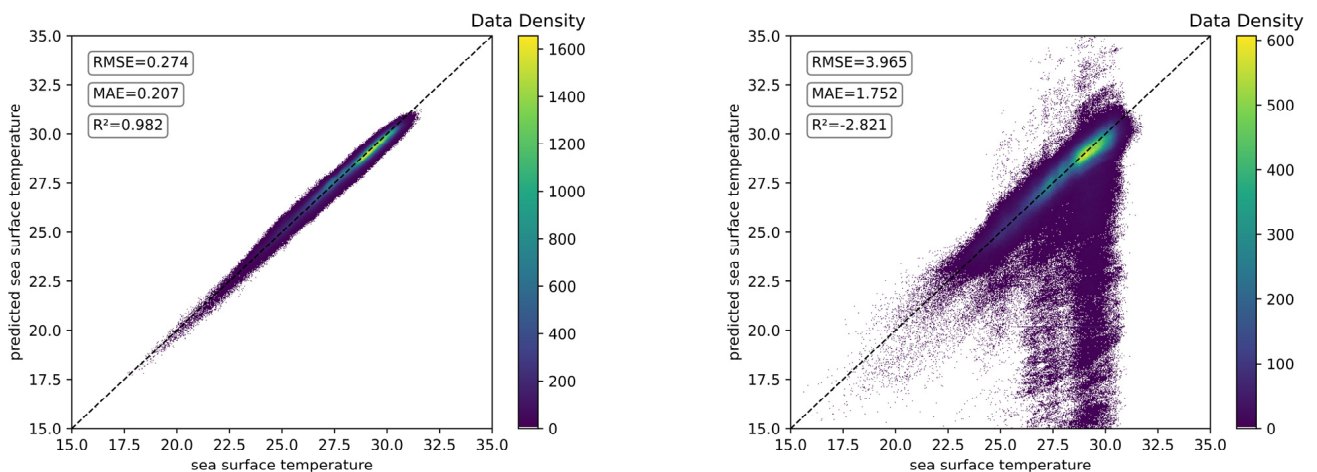 Data Density
35.0
32.5
30.0
27.5
25.0
22.5
20.0
17.5
15.0
predicted sea surface temperature
RMSE=0.274
MAE=0.207
R²=0.982
15.0 17.5 20.0 22.5 25.0 27.5 30.0 32.5 35.0
sea surface temperature
1600
1400
1200
1000
800
600
400
200
0
Data Density
35.0
32.5
30.0
27.5
25.0
22.5
20.0
17.5
15.0
predicted sea surface temperature
RMSE=3.965
MAE=1.752
R²=-2.821
15.0 17.5 20.0 22.5 25.0 27.5 30.0 32.5 35.0
sea surface temperature
600
500
400
300
200
100
0